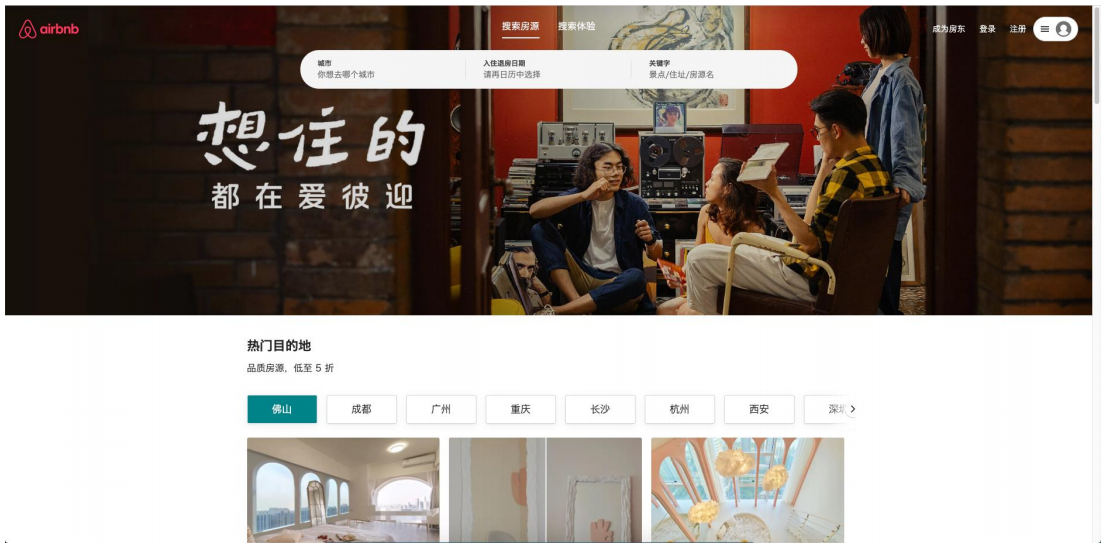 airbnb
搜索房源 搜索体验
成为房东 登录 注册
城市
你想去哪个城市
入住退房日期
请再日历中选择
关键字
景点/住址/房源名
想住的
都在爱彼迎
热门目的地
品质房源，低至 5 折
佛山 成都 广州 重庆 长沙 杭州 西安 深圳